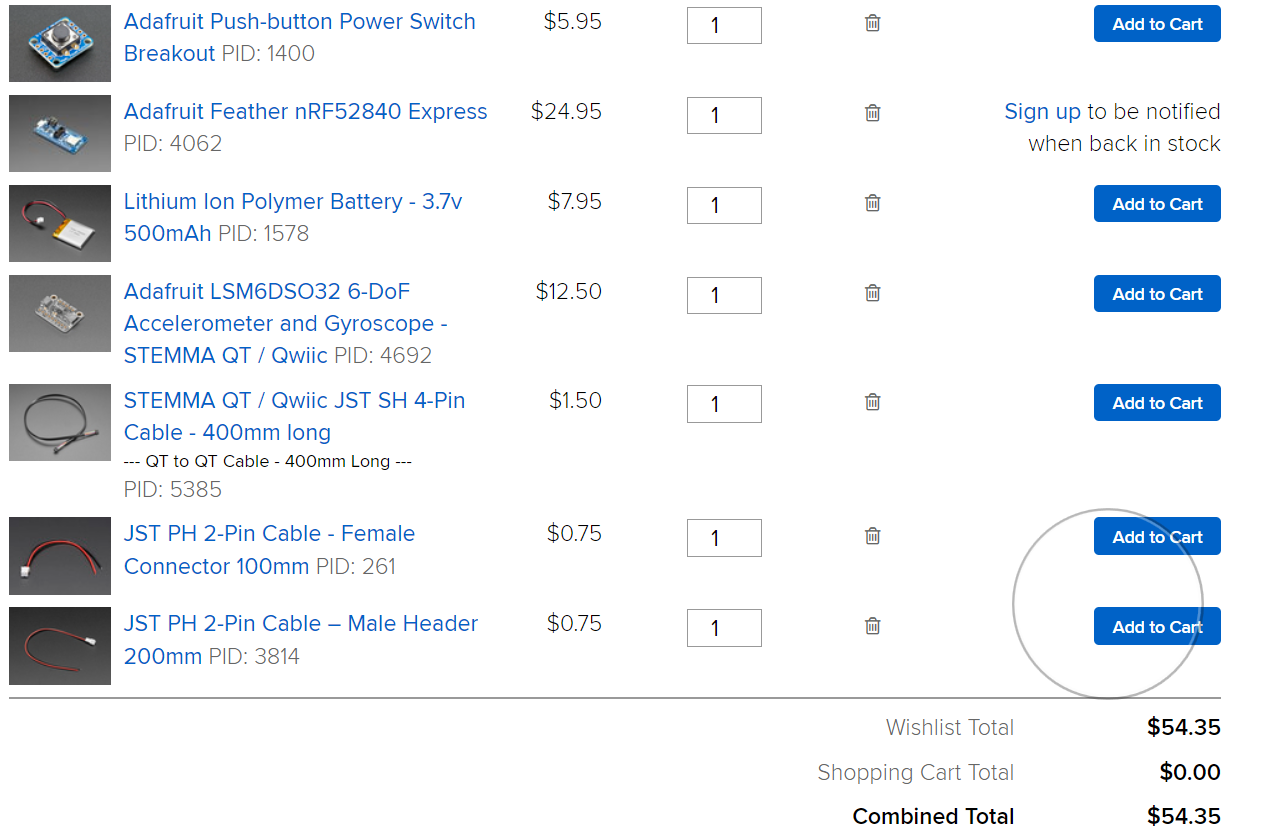 Adafruit Push-button Power Switch $5.95 1 Add to Cart
Breakout PID: 1400
Adafruit Feather nRF52840 Express $24.95 1 Sign up to be notified
PID: 4062 when back in stock
Lithium Ion Polymer Battery - 3.7v $7.95 1 Add to Cart
500mAh PID: 1578
Adafruit LSM6DSO32 6-DoF $12.50 1 Add to Cart
Accelerometer and Gyroscope -
STEMMA QT / Qwiic PID: 4692
STEMMA QT / Qwiic JST SH 4-Pin $1.50 1 Add to Cart
Cable - 400mm long
--- QT to QT Cable - 400mm Long ---
PID: 5385
JST PH 2-Pin Cable - Female $0.75 1 Add to Cart
Connector 100mm PID: 261
JST PH 2-Pin Cable – Male Header $0.75 1 Add to Cart
200mm PID: 3814
Wishlist Total $54.35
Shopping Cart Total $0.00
Combined Total $54.35